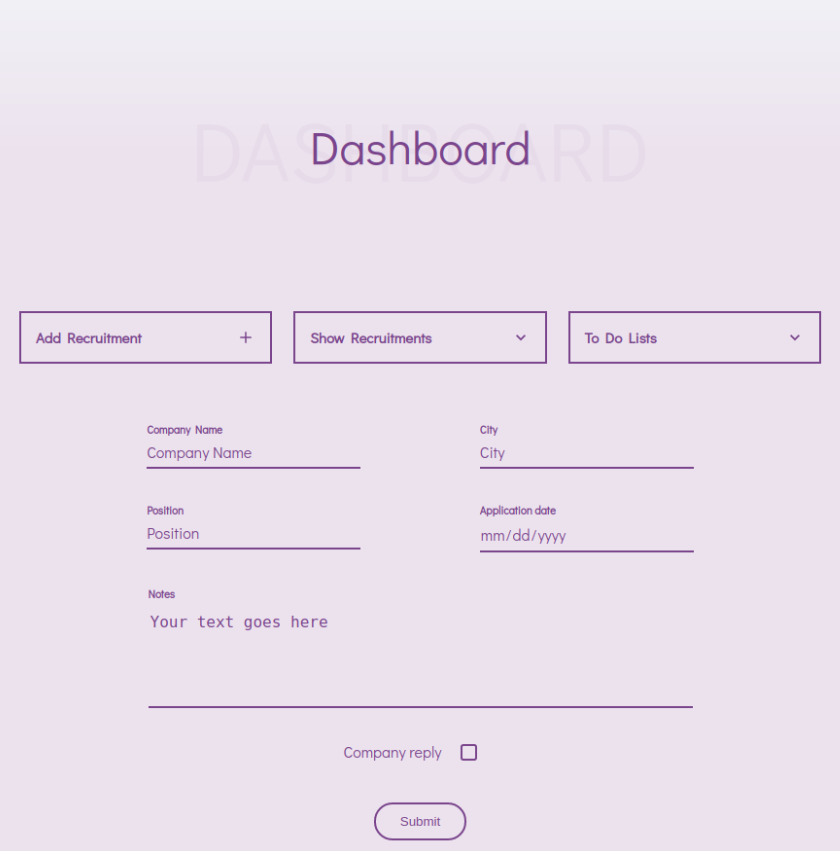 DASHBOARD
Dashboard
Add Recruitment
Show Recruitments
To Do Lists
Company Name
City
Company Name
City
Position
Application date
Position
mm/dd/yyyy
Notes
Your text goes here
Company reply
Submit